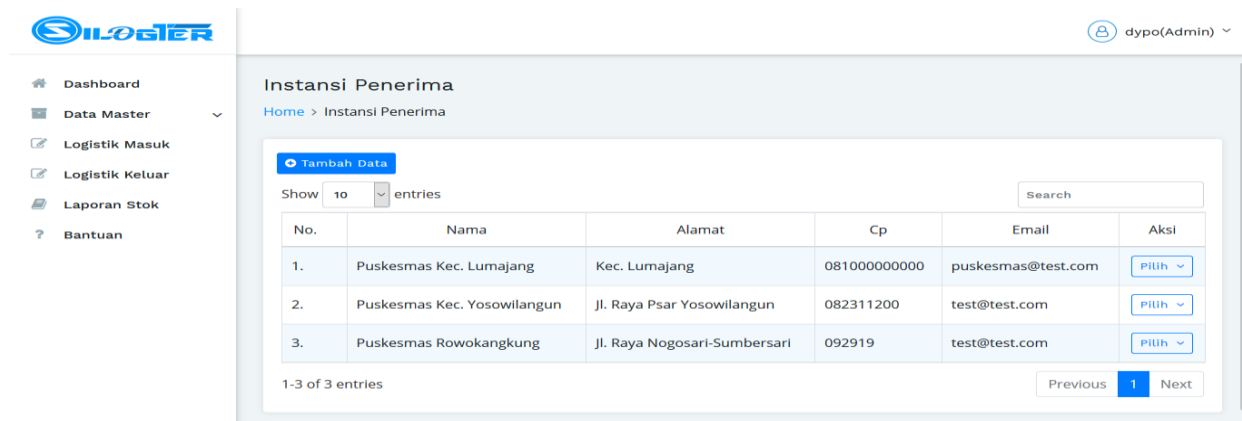 SILOGTER
dypo(Admin)
Dashboard
Data Master
Logistik Masuk
Logistik Keluar
Laporan Stok
Bantuan
Instansi Penerima
Home > Instansi Penerima
Tambah Data
Show 10 entries
Search
No. Nama Alamat Cp Email Aksi
1. Puskesmas Kec. Lumajang Kec. Lumajang 081000000000 puskesmas@test.com Pilih
2. Puskesmas Kec. Yosowilangun Jl. Raya Psar Yosowilangun 082311200 test@test.com Pilih
3. Puskesmas Rowokangkung Jl. Raya Nogosari-Sumbersari 092919 test@test.com Pilih
1-3 of 3 entries
Previous 1 Next